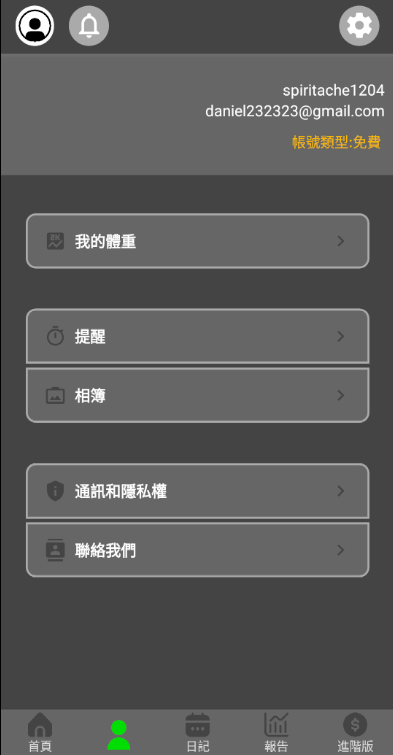 spiritache1204
daniel232323@gmail.com
帳號類型:免費
我的體重
提醒
相簿
通訊和隱私權
聯絡我們
首頁
日記
報告
進階版